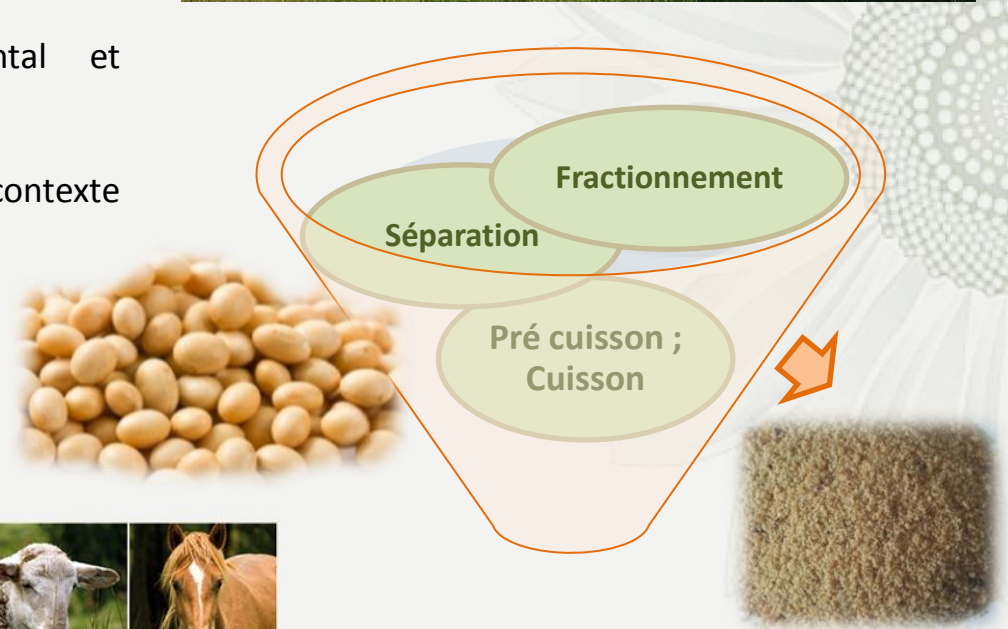 ntal et
contexte
Fractionnement
Séparation
Pré cuisson ;
Cuisson